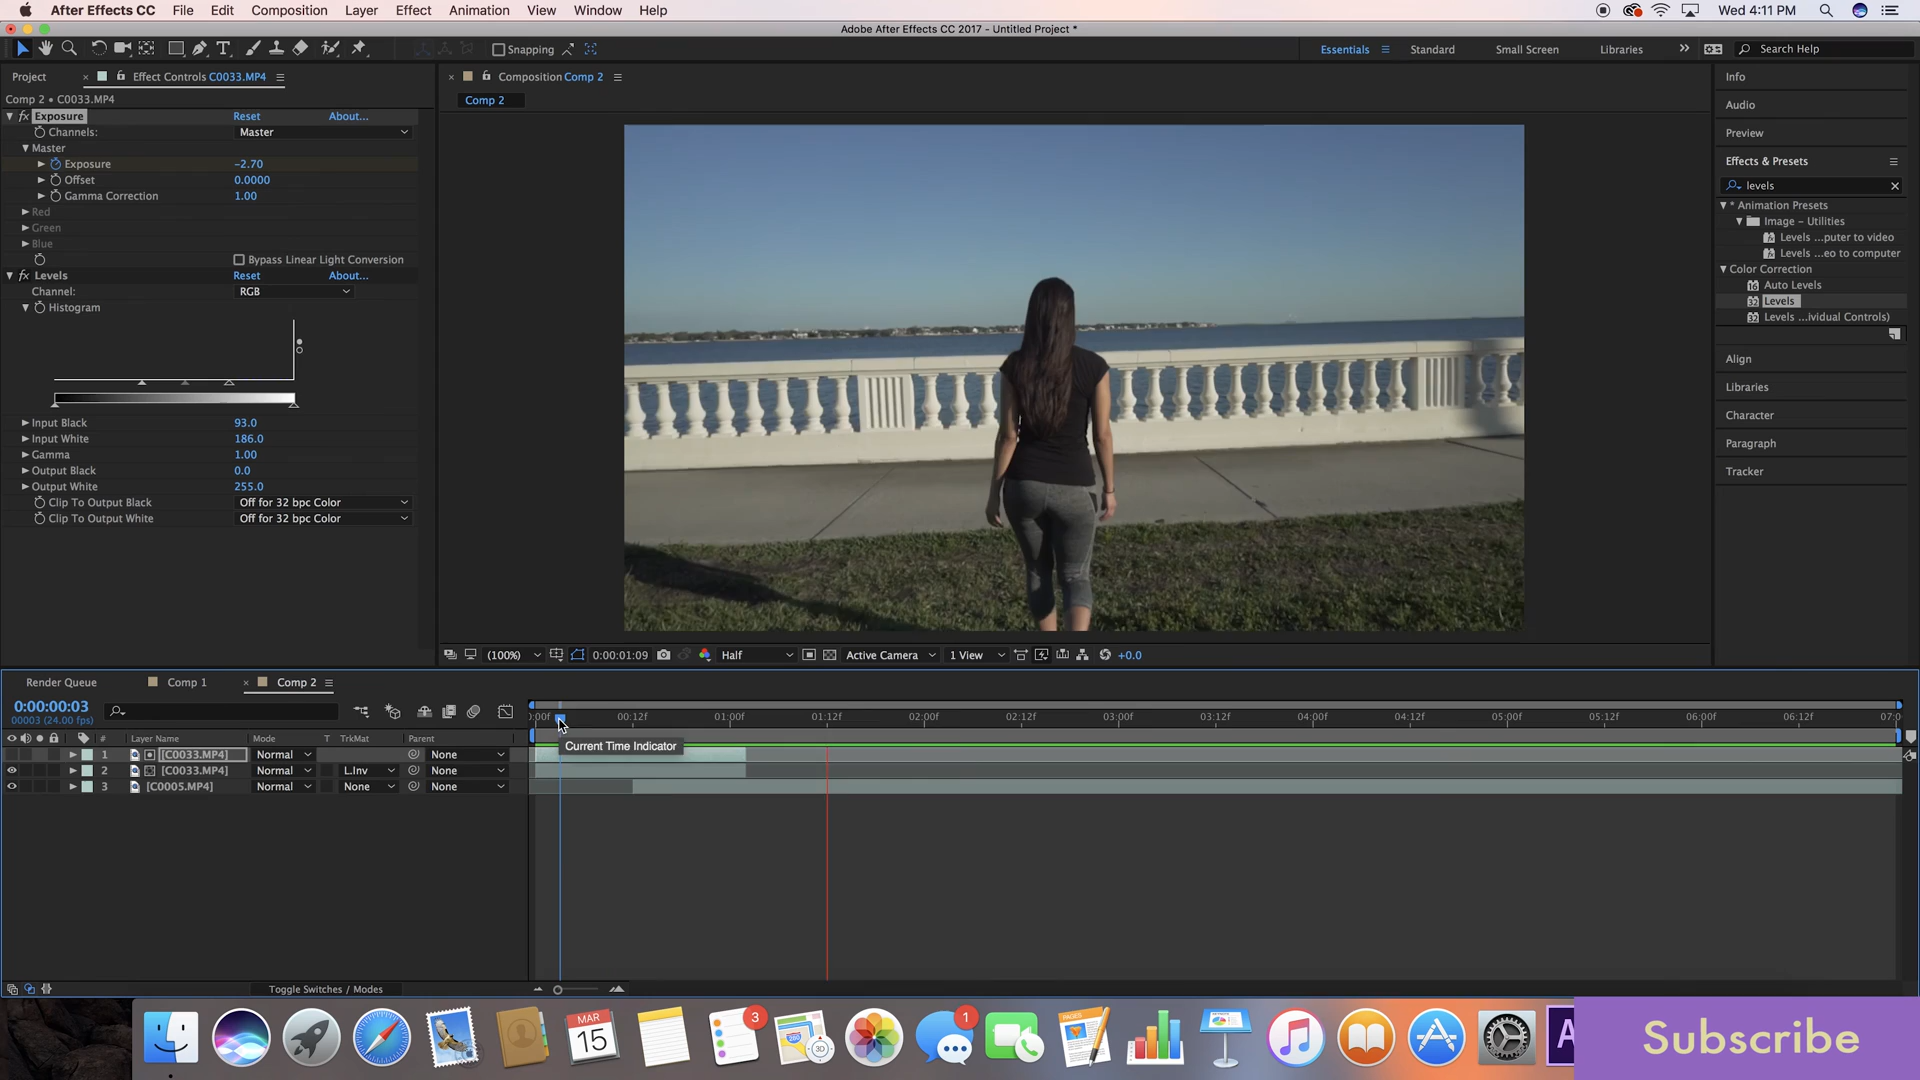 After Effects CC File Edit Composition Layer Effect Animation View Window Help Wed 4:11 PM
Adobe After Effects CC 2017 - Untitled Project *
Snapping Essentials Standard Small Screen Libraries Search Help
Project Effect Controls C0033.MP4
Comp 2 • C0033.MP4
Exposure Reset About...
Channels: Master
Master
Exposure -2.70
Offset 0.0000
Gamma Correction 1.00
Red
Green
Blue
Bypass Linear Light Conversion
Levels Reset About...
Channel: RGB
Histogram
Input Black 93.0
Input White 186.0
Gamma 1.00
Output Black 0.0
Output White 255.0
Clip To Output Black Off for 32 bpc Color
Clip To Output White Off for 32 bpc Color
Composition Comp 2
Comp 2
(100%) 0:00:01:09 Half Active Camera 1 View +0.0
Info
Audio
Preview
Effects & Presets
levels
* Animation Presets
Image – Utilities
Levels ...puter to video
Levels ...eo to computer
Color Correction
Auto Levels
Levels
Levels ...ividual Controls)
Align
Libraries
Character
Paragraph
Tracker
Render Queue Comp 1 Comp 2
0:00:00:03
00003 (24.00 fps)
# Layer Name Mode T TrkMat Parent
1 [C0033.MP4] Normal None
2 [C0033.MP4] Normal L.Inv None
3 [C0005.MP4] Normal None None
:00f 00:12f 01:00f 01:12f 02:00f 02:12f 03:00f 03:12f 04:00f 04:12f 05:00f 05:12f 06:00f 06:12f 07:0
Current Time Indicator
Toggle Switches / Modes
MAR
15
3
280
3D
1
A
Subscribe